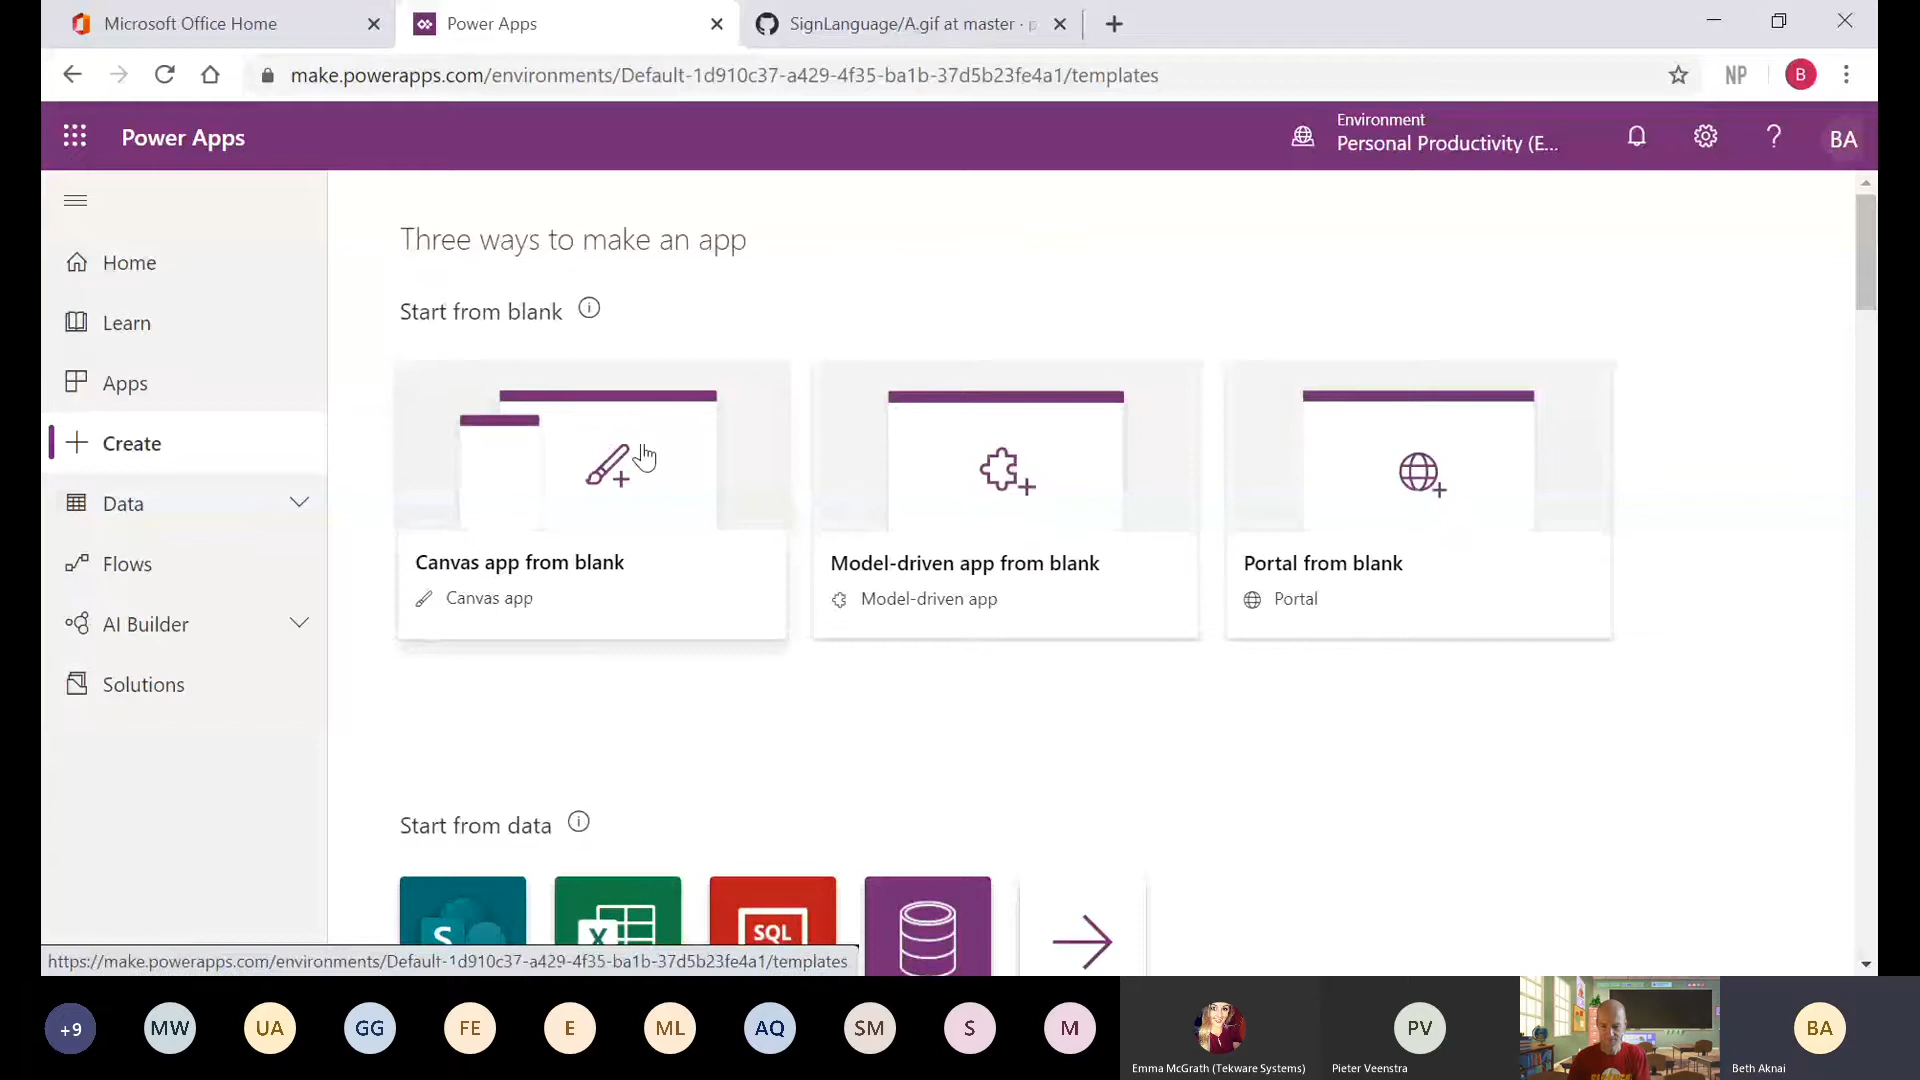 Microsoft Office Home
Power Apps
SignLanguage/A.gif at master · p
make.powerapps.com/environments/Default-1d910c37-a429-4f35-ba1b-37d5b23fe4a1/templates
NP
B
Power Apps
Environment
Personal Productivity (E...
BA
Home
Learn
Apps
Create
Data
Flows
AI Builder
Solutions
Three ways to make an app
Start from blank
Canvas app from blank
Canvas app
Model-driven app from blank
Model-driven app
Portal from blank
Portal
Start from data
S
X
SQL
https://make.powerapps.com/environments/Default-1d910c37-a429-4f35-ba1b-37d5b23fe4a1/templates
+9
MW
UA
GG
FE
E
ML
AQ
SM
S
M
Emma McGrath (Tekware Systems)
PV
Pieter Veenstra
BA
Beth Aknai